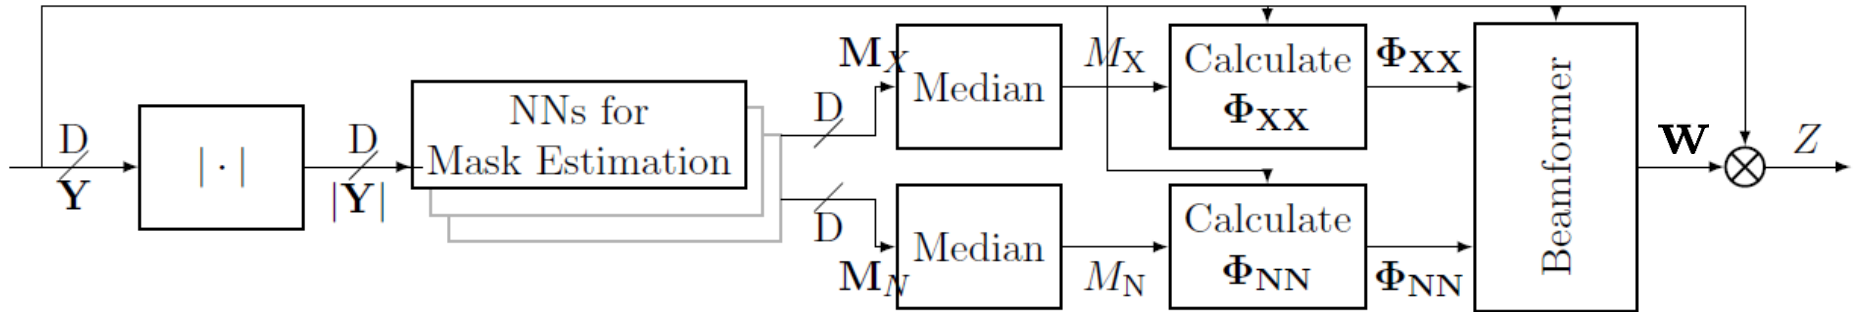 D
Y
| · |
D
|Y|
NNs for
Mask Estimation
D
M_X
D
M_N
Median
M_X
Calculate
Φ_XX
Φ_XX
Median
M_N
Calculate
Φ_NN
Φ_NN
Beamformer
W
Z